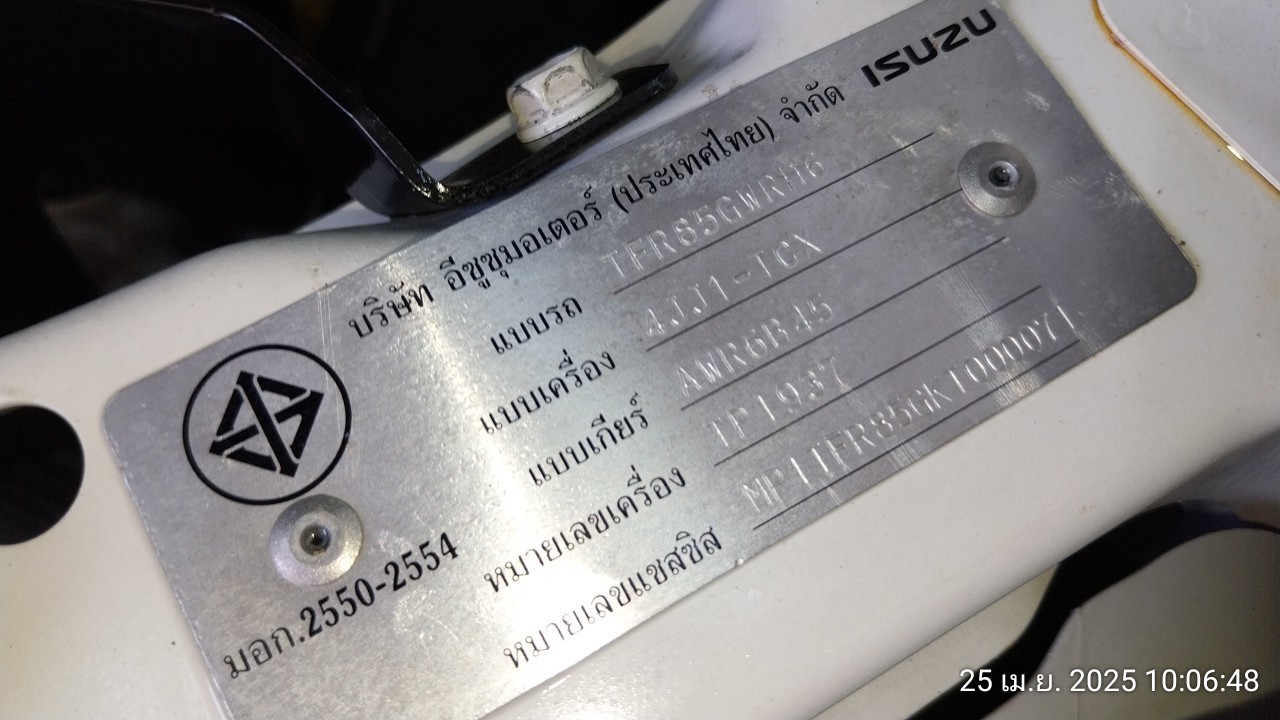 ISUZU
บริษัท อีซูซุมอเตอร์ (ประเทศไทย) จำกัด
แบบรถ TFR85GWRH6
แบบเครื่อง 4JJ1-TCX
แบบเกียร์ AWR6B45
หมายเลขเครื่อง TP1937
หมายเลขแชสซิส MP1TFR85GKT000071
มอก.2550-2554
25 เม.ย. 2025 10:06:48